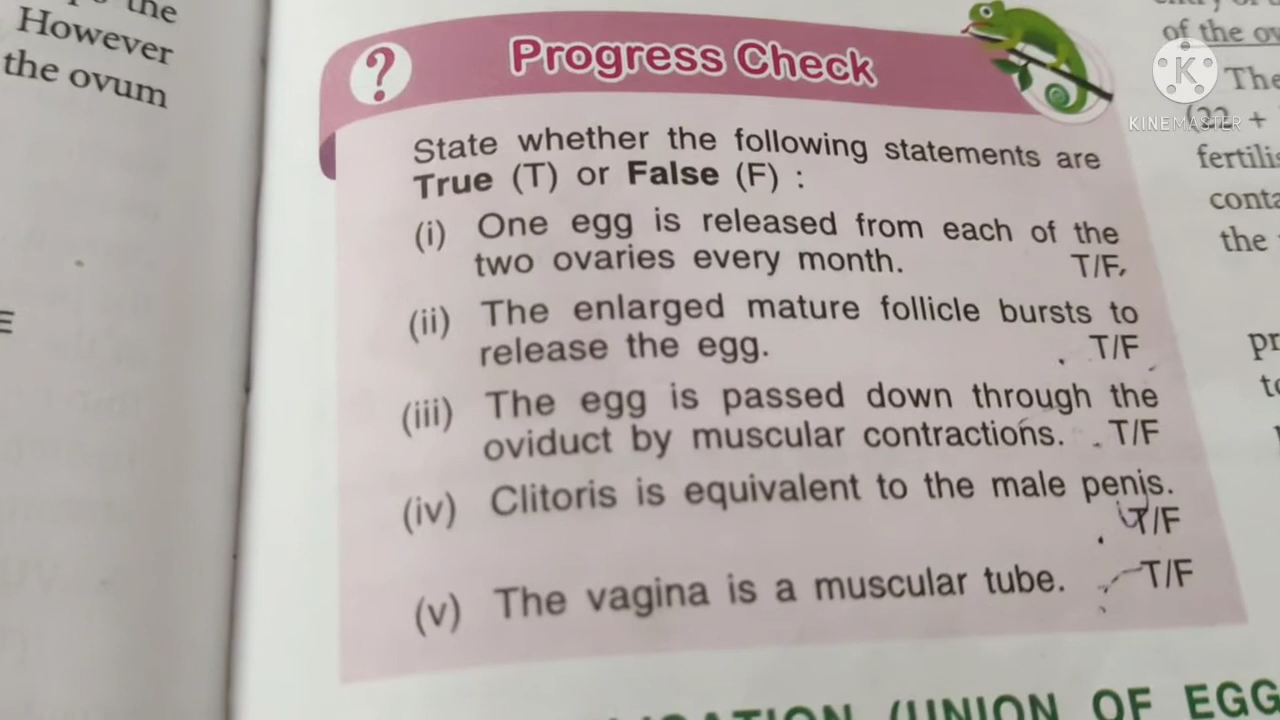 the
However
the ovum
? Progress Check
State whether the following statements are
True (T) or False (F) :
(i) One egg is released from each of the
two ovaries every month. T/F
(ii) The enlarged mature follicle bursts to
release the egg. T/F
(iii) The egg is passed down through the
oviduct by muscular contractions. T/F
(iv) Clitoris is equivalent to the male penis.
T/F
(v) The vagina is a muscular tube. T/F
(UNION OF EGG
of the
K
KINEMASTER
The
(22 +
the